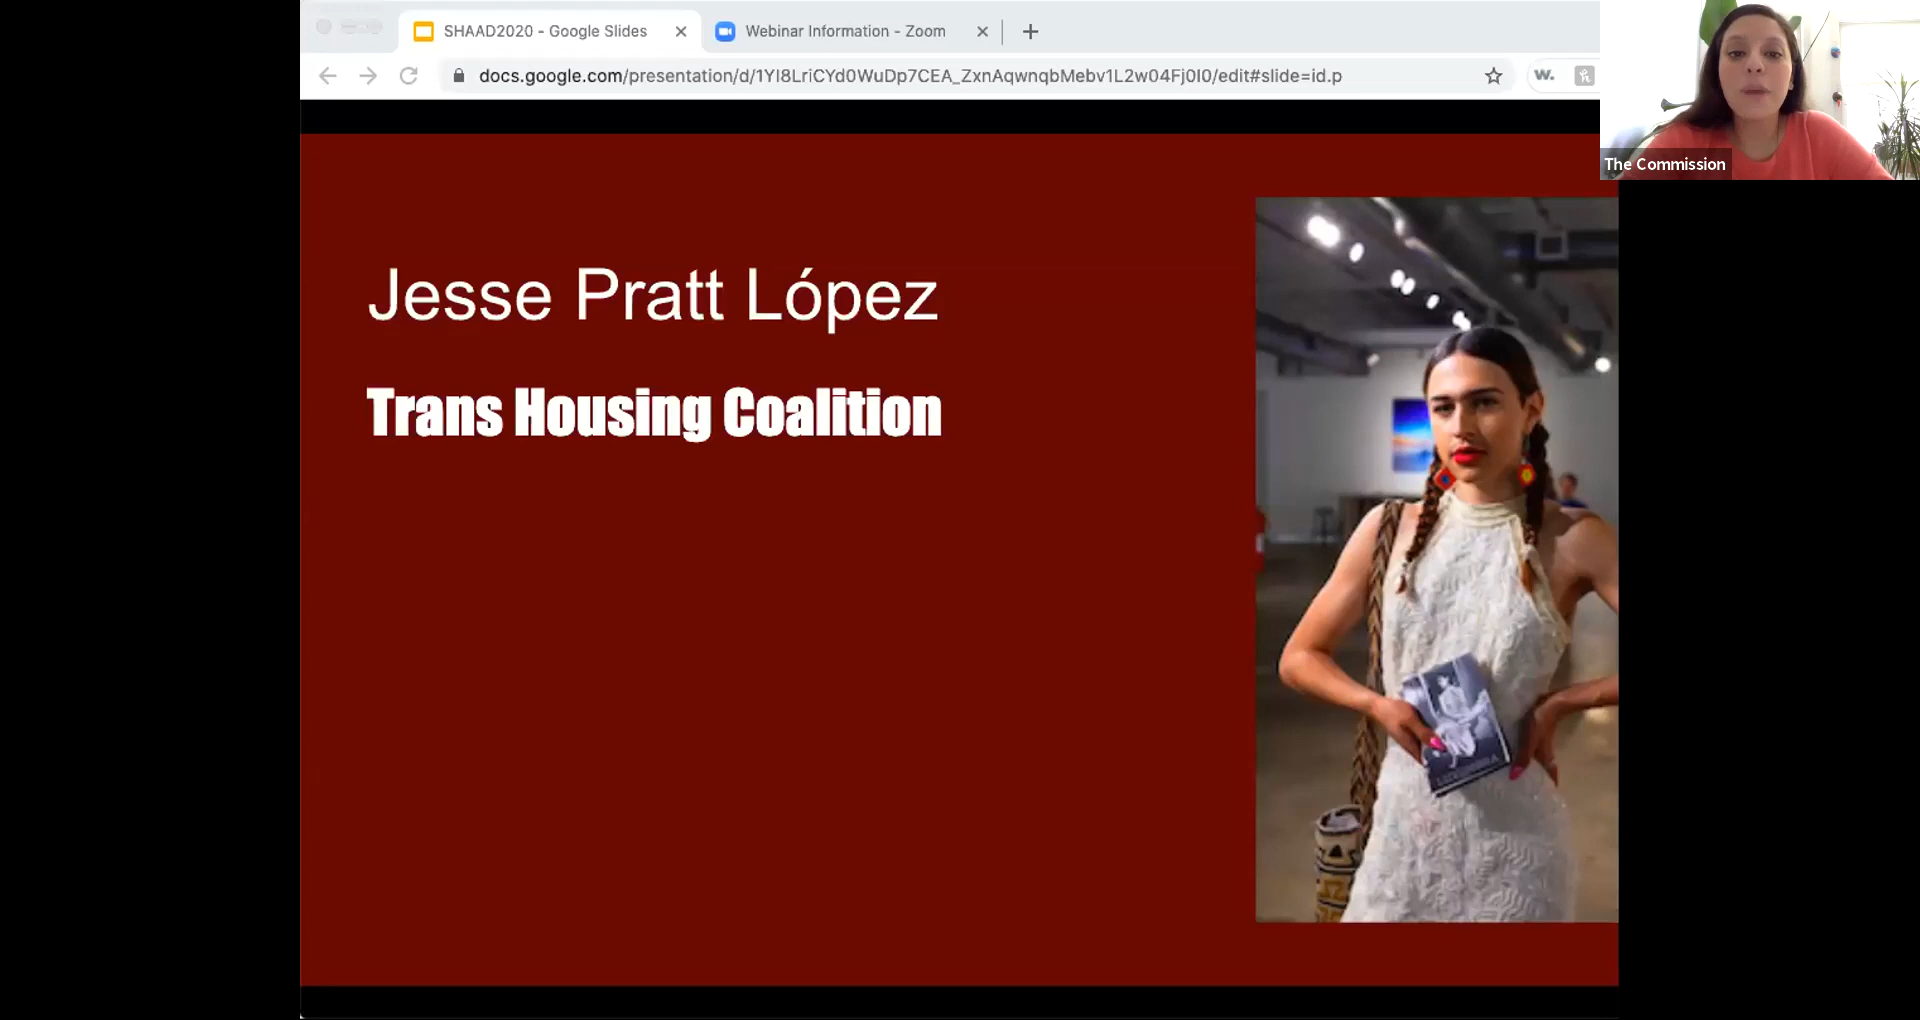 SHAAD2020 - Google Slides
Webinar Information - Zoom
docs.google.com/presentation/d/1YI8LriCYd0WuDp7CEA_ZxnAqwnqbMebv1L2w04Fj0I0/edit#slide=id.p
W.
The Commission
Jesse Pratt López
Trans Housing Coalition